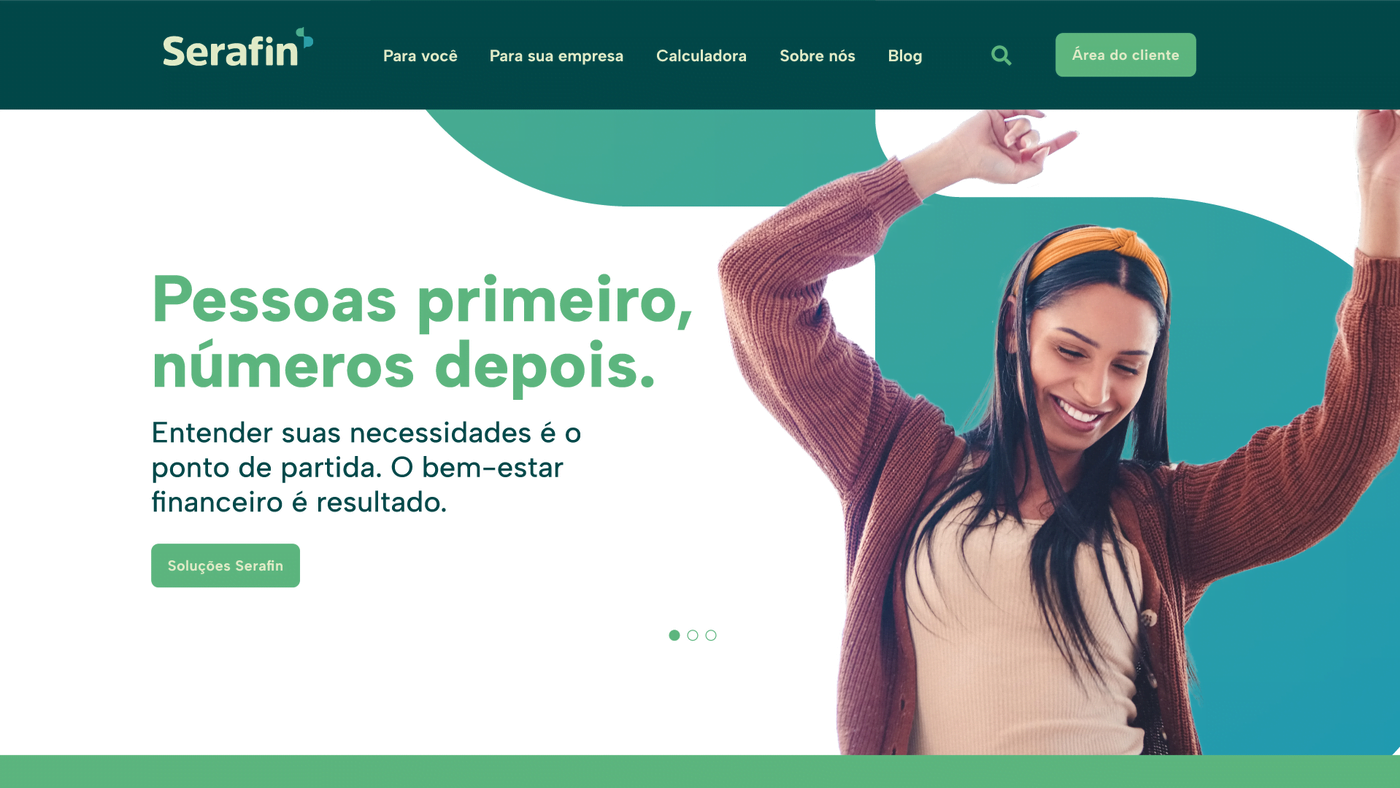 Serafin
Para você
Para sua empresa
Calculadora
Sobre nós
Blog
Área do cliente
Pessoas primeiro,
números depois.
Entender suas necessidades é o
ponto de partida. O bem-estar
financeiro é resultado.
Soluções Serafin